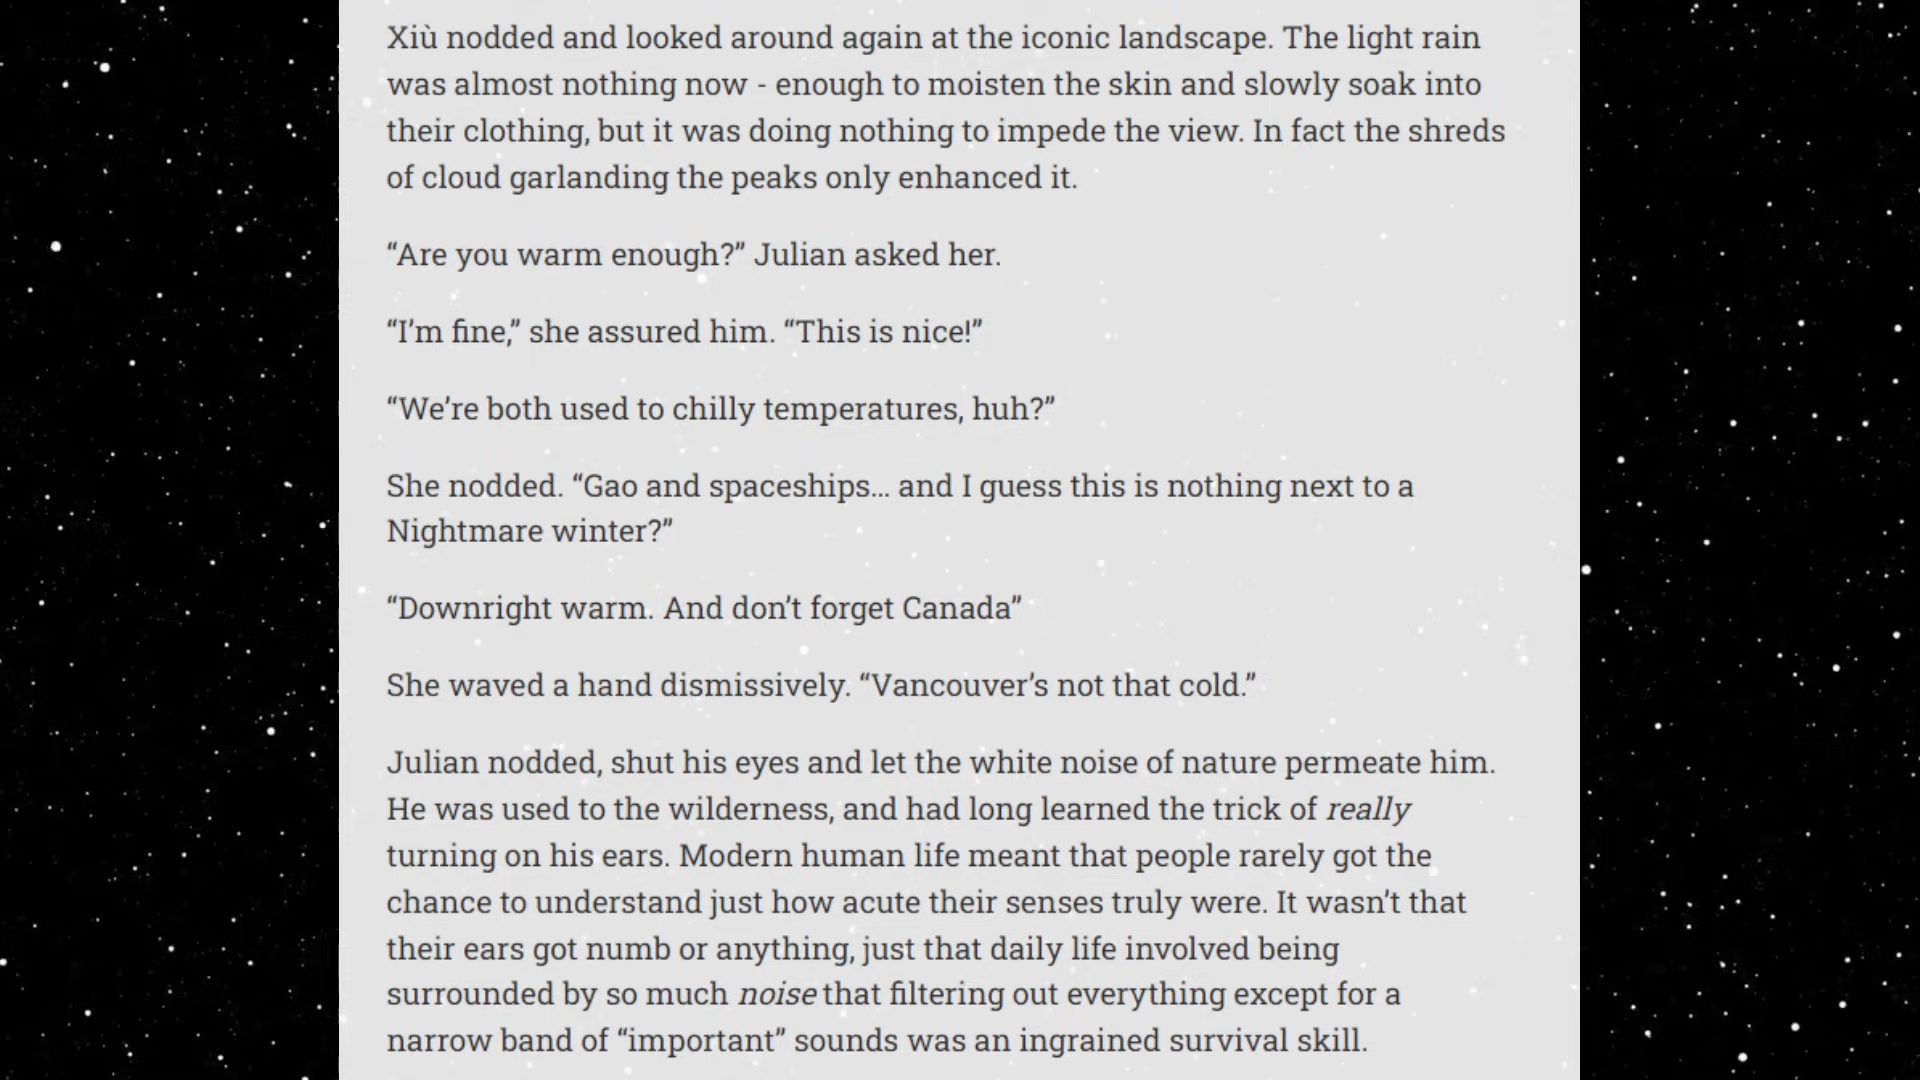 Xiù nodded and looked around again at the iconic landscape. The light rain
was almost nothing now - enough to moisten the skin and slowly soak into
their clothing, but it was doing nothing to impede the view. In fact the shreds
of cloud garlanding the peaks only enhanced it.
“Are you warm enough?” Julian asked her.
“I’m fine,” she assured him. “This is nice!”
“We’re both used to chilly temperatures, huh?”
She nodded. “Gao and spaceships… and I guess this is nothing next to a
Nightmare winter?”
“Downright warm. And don’t forget Canada”
She waved a hand dismissively. “Vancouver’s not that cold.”
Julian nodded, shut his eyes and let the white noise of nature permeate him.
He was used to the wilderness, and had long learned the trick of really
turning on his ears. Modern human life meant that people rarely got the
chance to understand just how acute their senses truly were. It wasn’t that
their ears got numb or anything, just that daily life involved being
surrounded by so much noise that filtering out everything except for a
narrow band of “important” sounds was an ingrained survival skill.